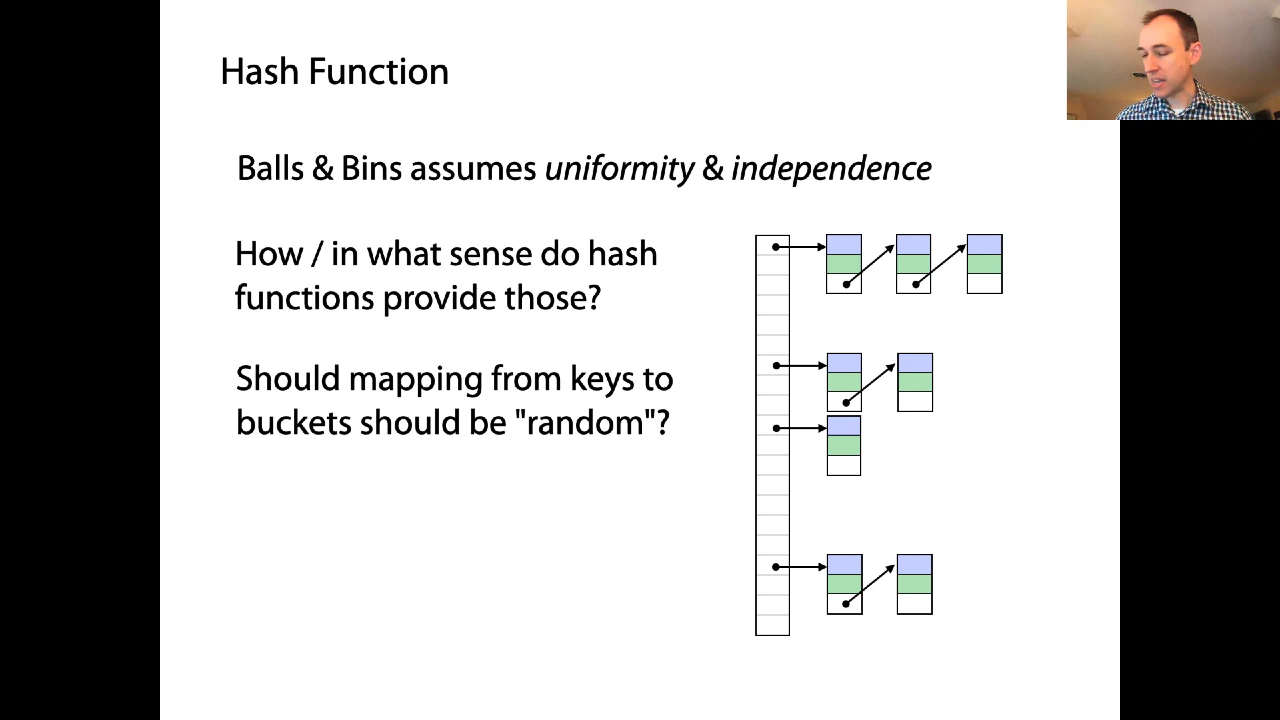 Hash Function
Balls & Bins assumes uniformity & independence
How / in what sense do hash
functions provide those?
Should mapping from keys to
buckets should be "random"?